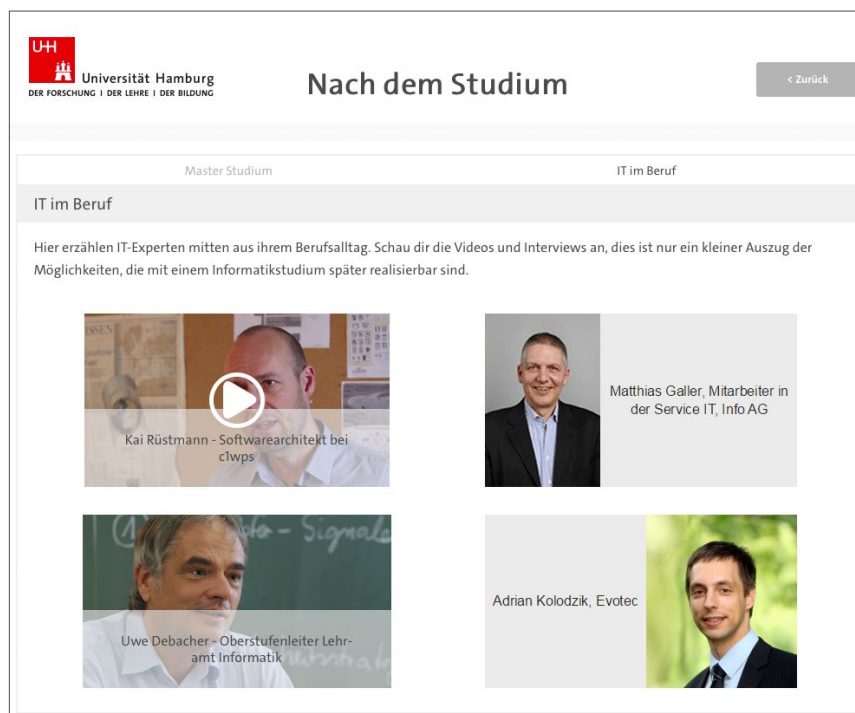 UHH
Universität Hamburg
DER FORSCHUNG | DER LEHRE | DER BILDUNG
Nach dem Studium
< Zurück
Master Studium
IT im Beruf
IT im Beruf
Hier erzählen IT-Experten mitten aus ihrem Berufsalltag. Schau dir die Videos und Interviews an, dies ist nur ein kleiner Auszug der
Möglichkeiten, die mit einem Informatikstudium später realisierbar sind.
Kai Rüstmann - Softwarearchitekt bei
c1wps
Matthias Galler, Mitarbeiter in
der Service IT, Info AG
Signale
Uwe Debacher - Oberstufenleiter Lehr-
amt Informatik
Adrian Kolodzik, Evotec